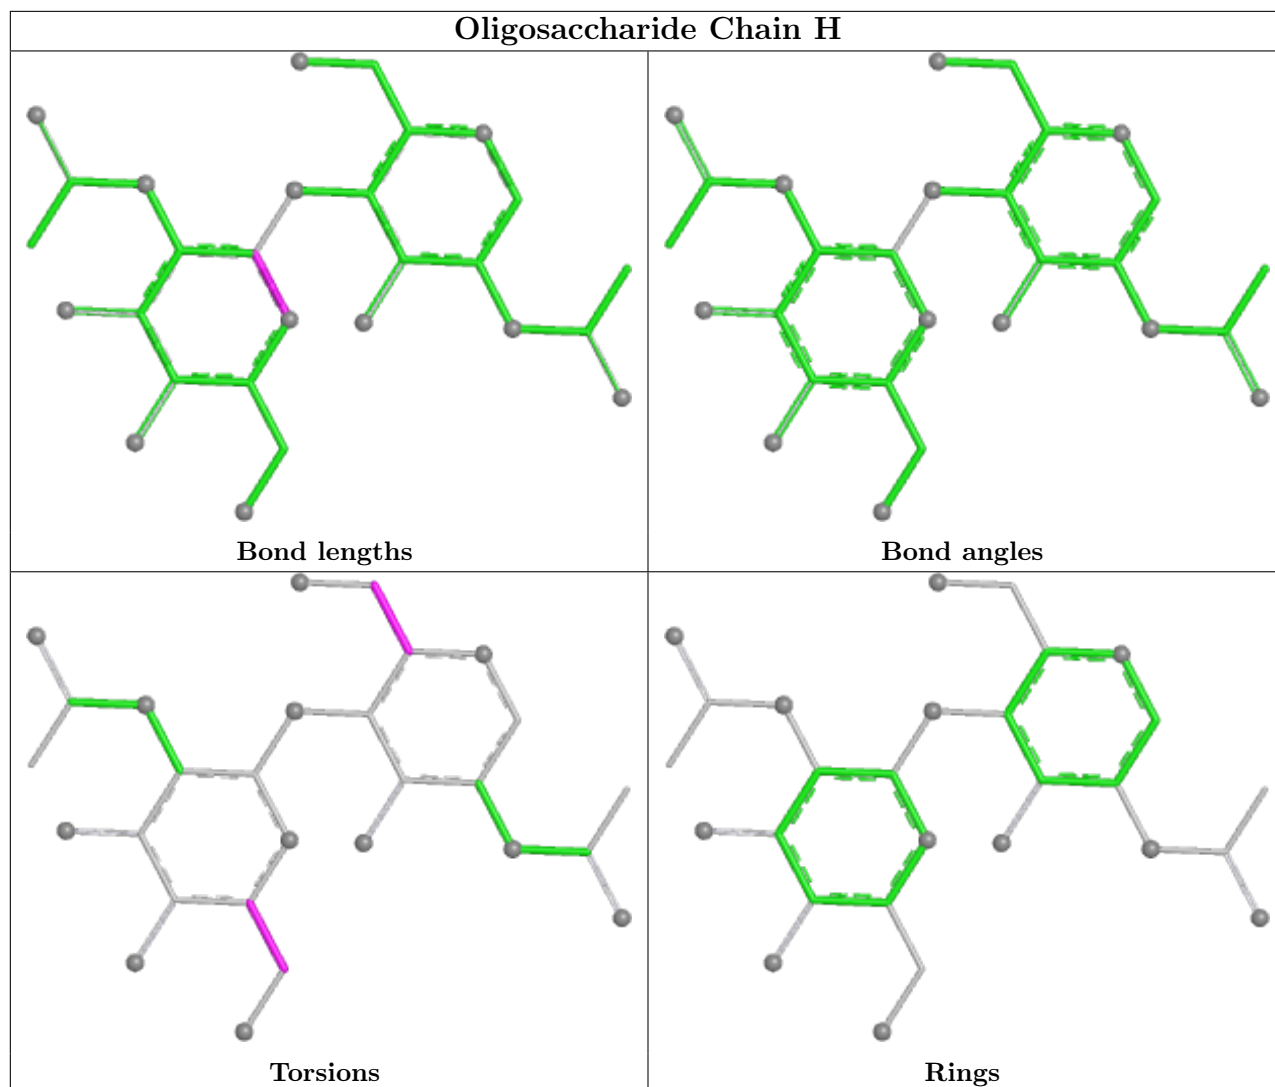 Oligosaccharide Chain H
Bond lengths
Bond angles
Torsions
Rings